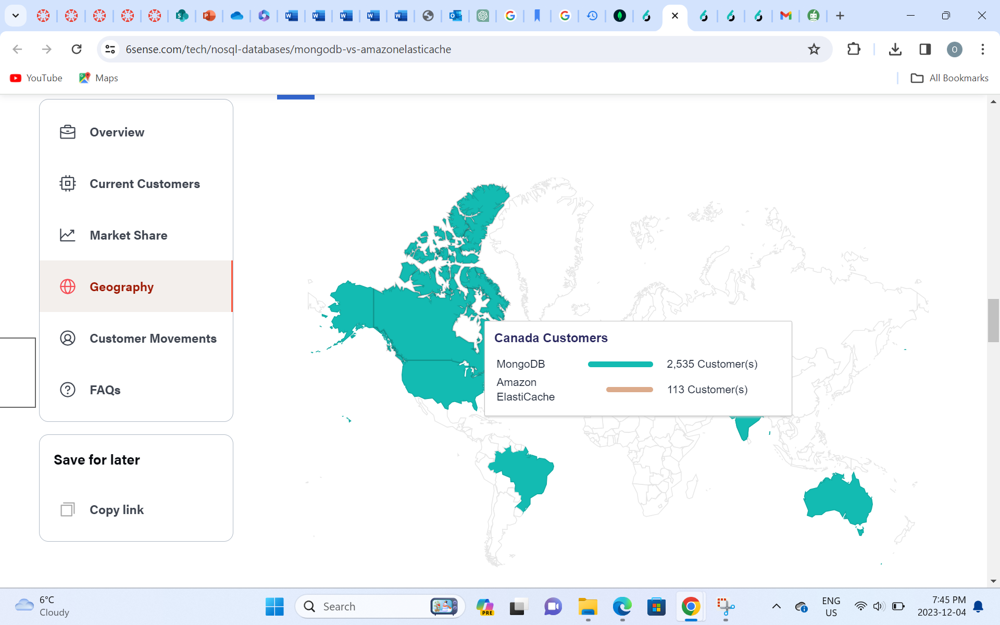 6sense.com/tech/nosql-databases/mongodb-vs-amazonelasticache
O
YouTube
Maps
All Bookmarks
Overview
Current Customers
Market Share
Geography
Customer Movements
FAQs
Save for later
Copy link
Canada Customers
MongoDB
2,535 Customer(s)
Amazon
ElastiCache
113 Customer(s)
6°C
Cloudy
Search
PRE
ENG
US
7:45 PM
2023-12-04